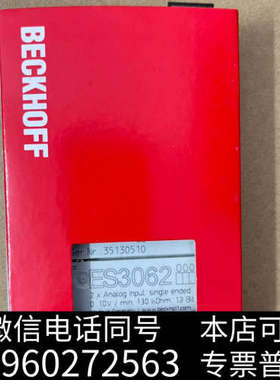 BECKHOFF
35130510
ES3062
2 x Analog input, single ended
10V / min. 130 kOhm, 12 Bit
微信电话同号
本店可
960272563
专票普